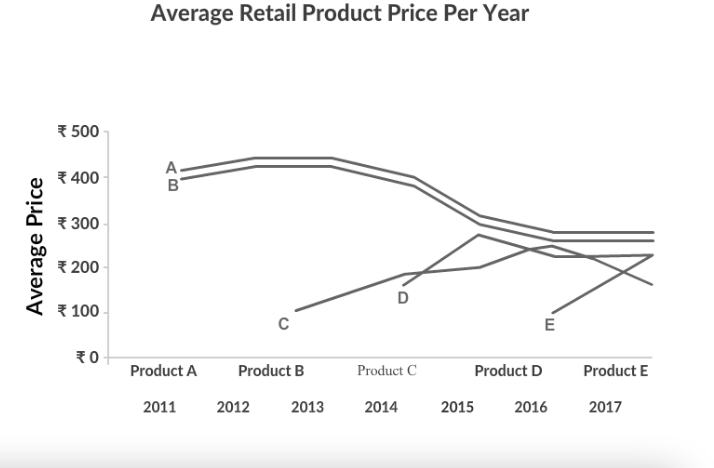 Average Retail Product Price Per Year
Average Price
₹ 500
₹ 400
₹ 300
₹ 200
₹ 100
₹ 0
A
B
C
D
E
Product A Product B Product C Product D Product E
2011 2012 2013 2014 2015 2016 2017